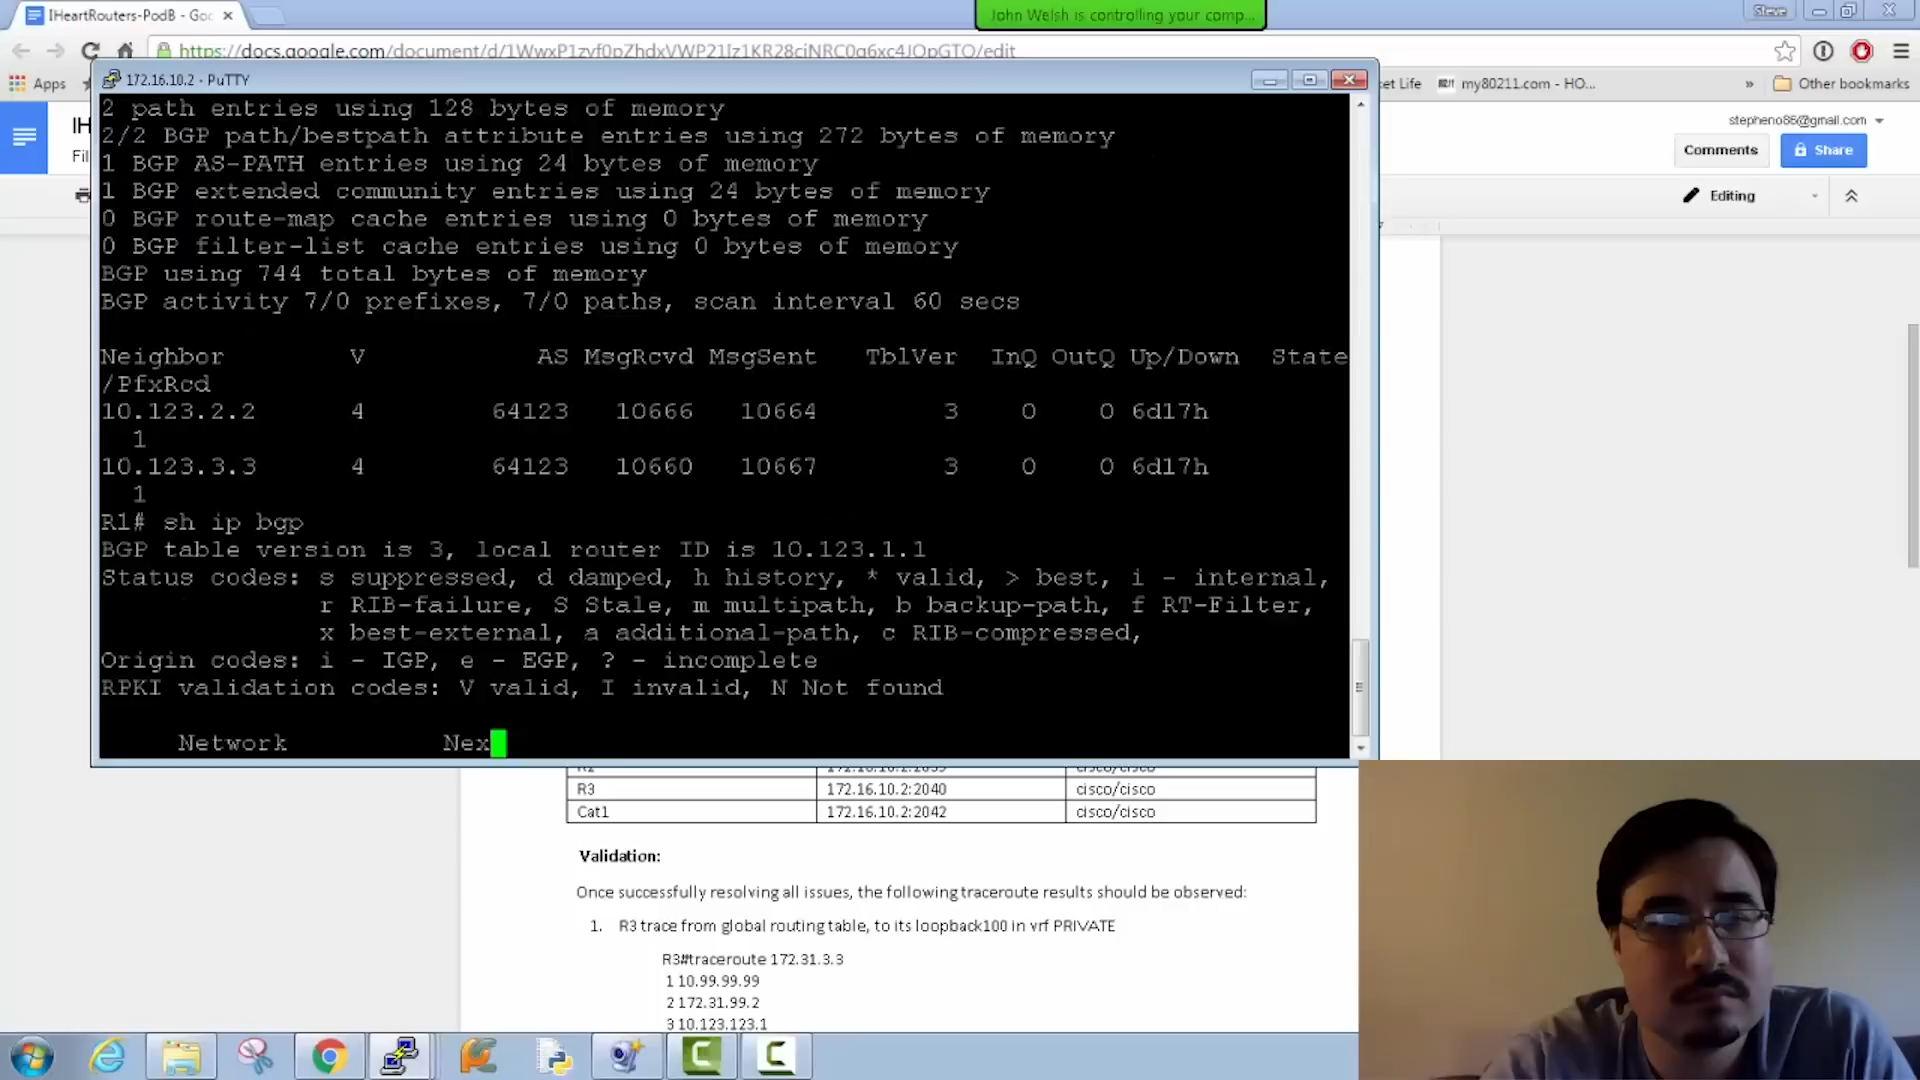 IHeartRouters-PodB - Goo
John Welsh is controlling your comp...
Steve
https://docs.google.com/document/d/1WwxP1zyf0pZhdxVWP21Iz1KR28ciNRC0q6xc4JOpGTO/edit
Apps
172.16.10.2 - PuTTY
ket Life
my80211.com - HO...
»
Other bookmarks
IH
Fil
stepheno86@gmail.com
Comments
Share
Editing
2 path entries using 128 bytes of memory
2/2 BGP path/bestpath attribute entries using 272 bytes of memory
1 BGP AS-PATH entries using 24 bytes of memory
1 BGP extended community entries using 24 bytes of memory
0 BGP route-map cache entries using 0 bytes of memory
0 BGP filter-list cache entries using 0 bytes of memory
BGP using 744 total bytes of memory
BGP activity 7/0 prefixes, 7/0 paths, scan interval 60 secs
Neighbor V AS MsgRcvd MsgSent TblVer InQ OutQ Up/Down State
/PfxRcd
10.123.2.2 4 64123 10666 10664 3 0 0 6d17h
1
10.123.3.3 4 64123 10660 10667 3 0 0 6d17h
1
R1# sh ip bgp
BGP table version is 3, local router ID is 10.123.1.1
Status codes: s suppressed, d damped, h history, * valid, > best, i - internal,
r RIB-failure, S Stale, m multipath, b backup-path, f RT-Filter,
x best-external, a additional-path, c RIB-compressed,
Origin codes: i - IGP, e - EGP, ? - incomplete
RPKI validation codes: V valid, I invalid, N Not found
Network Nex
R2 172.16.10.2:2039 cisco/cisco
R3 172.16.10.2:2040 cisco/cisco
Cat1 172.16.10.2:2042 cisco/cisco
Validation:
Once successfully resolving all issues, the following traceroute results should be observed:
1. R3 trace from global routing table, to its loopback100 in vrf PRIVATE
R3#traceroute 172.31.3.3
1 10.99.99.99
2 172.31.99.2
3 10.123.123.1